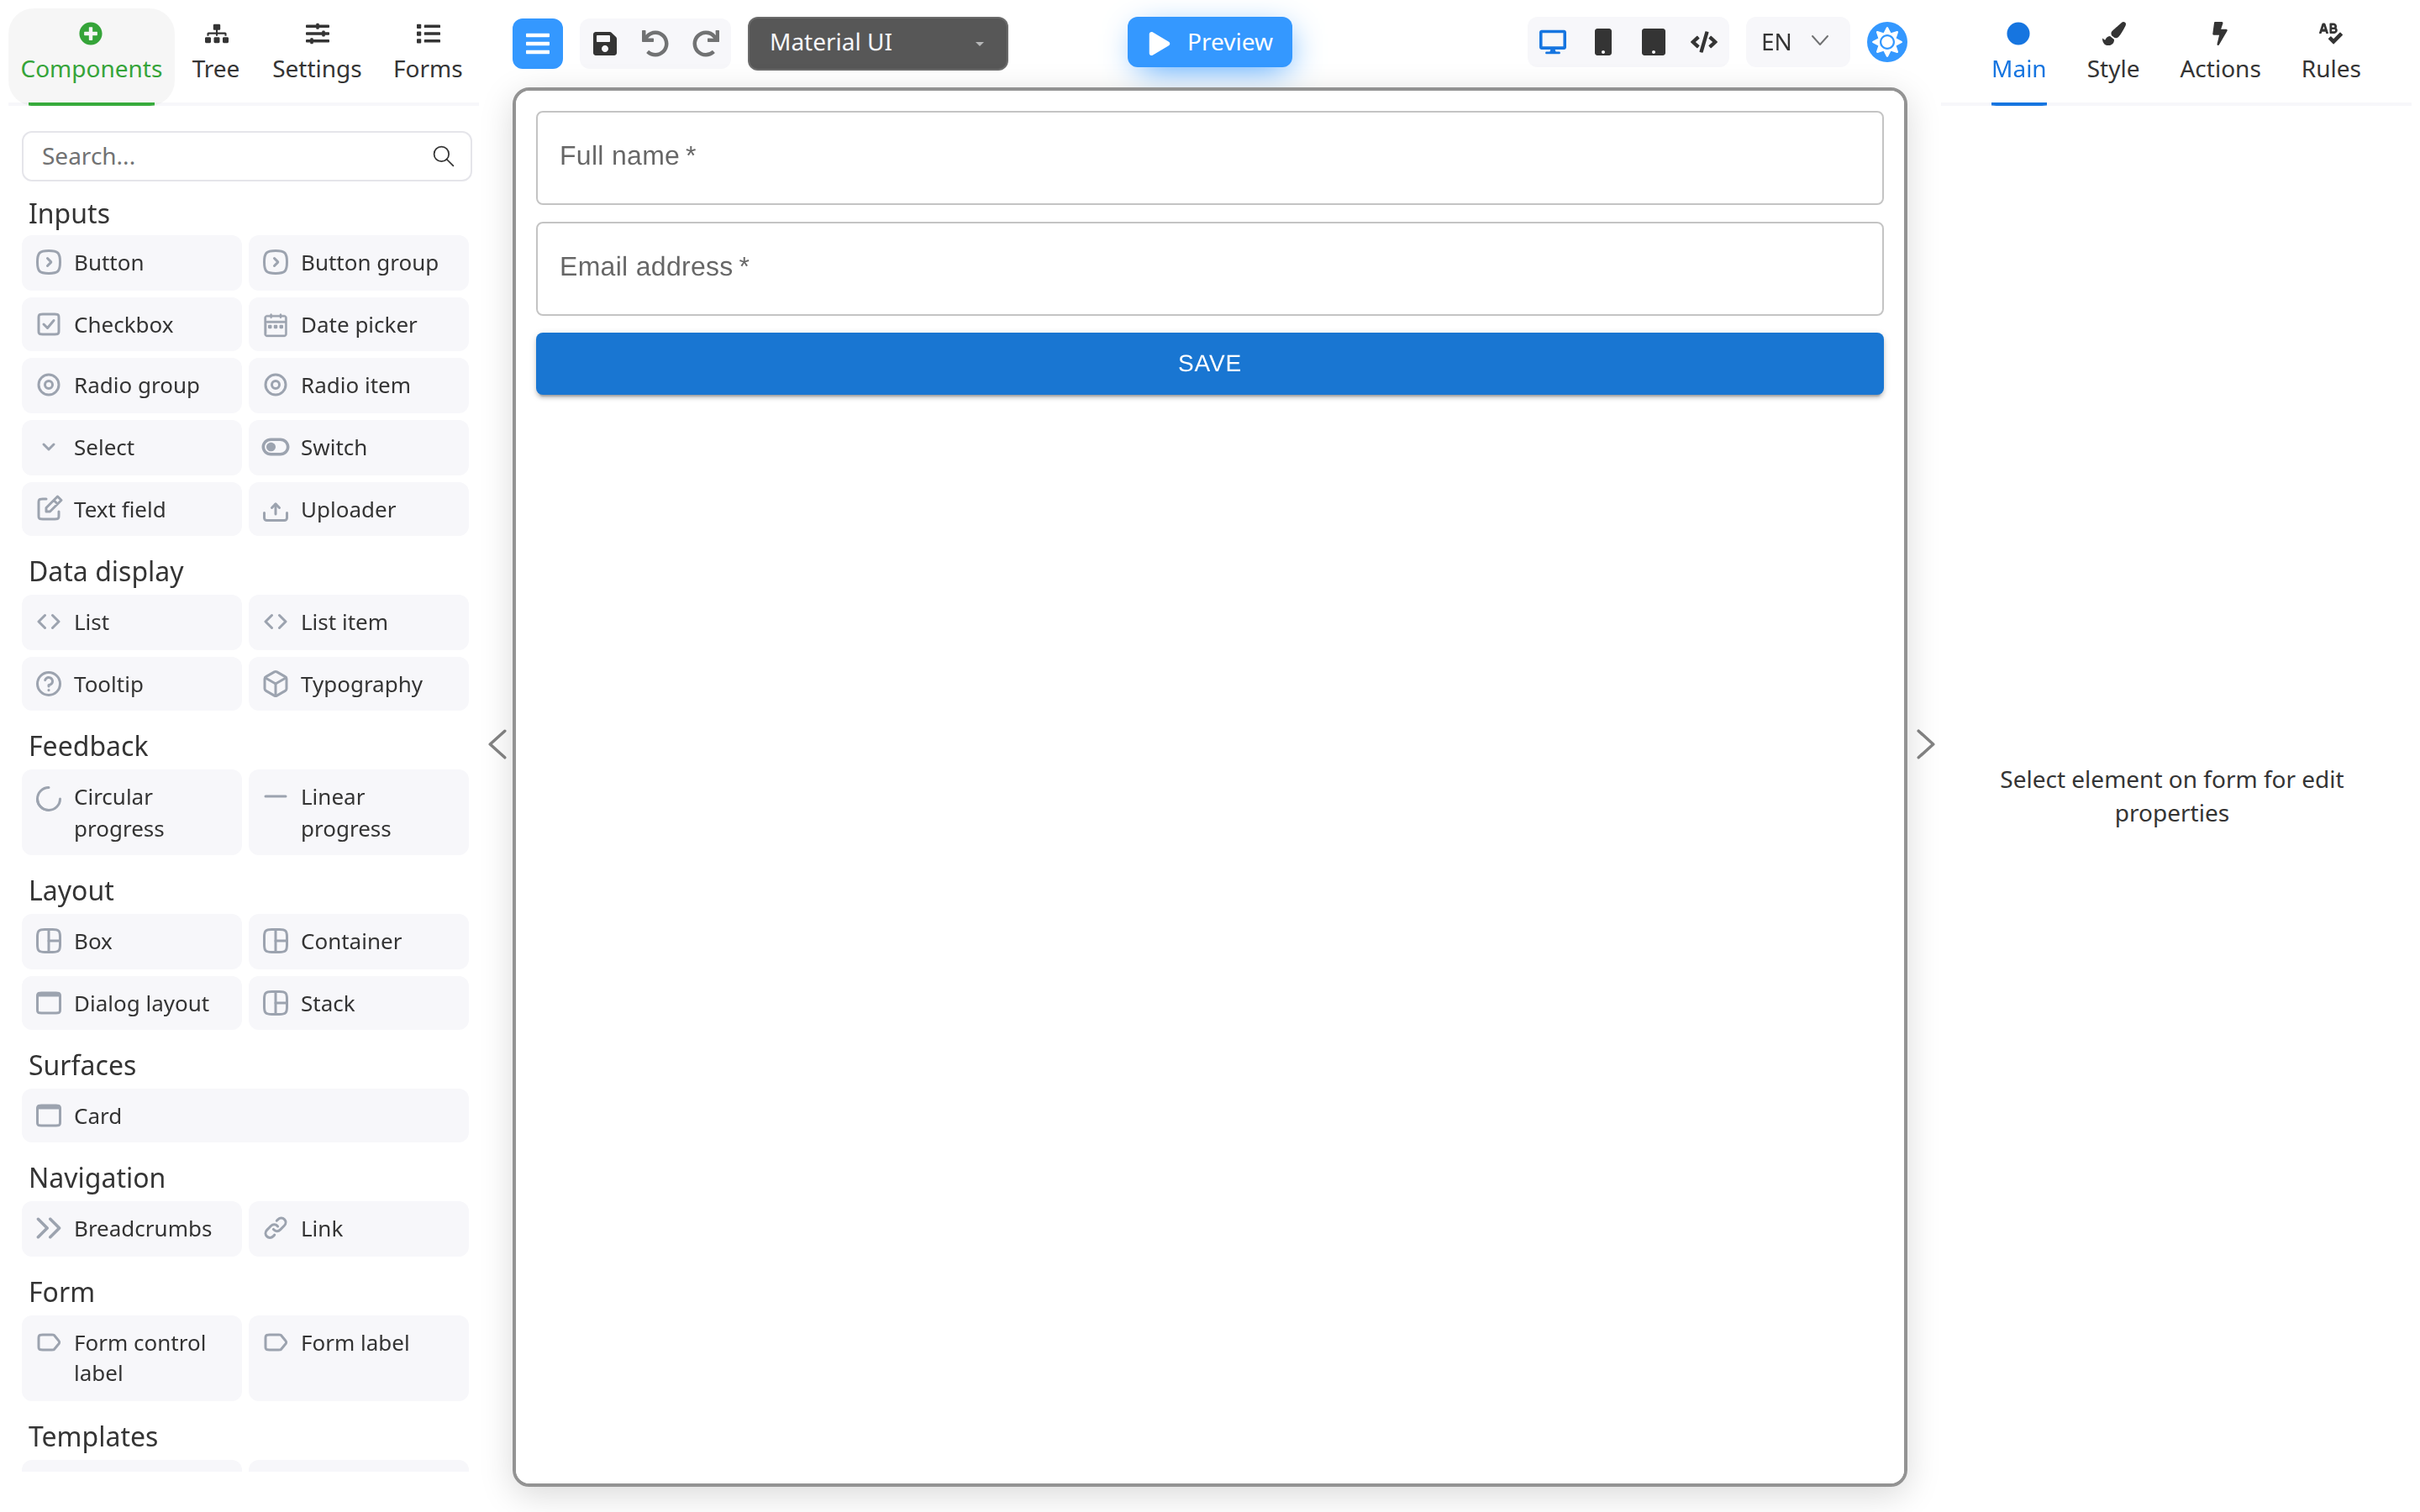 Components
Tree
Settings
Forms
Material UI
Preview
EN
Main
Style
Actions
AB
Rules
Search...
Inputs
Button
Button group
Checkbox
Date picker
Radio group
Radio item
Select
Switch
Text field
Uploader
Data display
List
List item
Tooltip
Typography
Feedback
Circular
progress
Linear
progress
Layout
Box
Container
Dialog layout
Stack
Surfaces
Card
Navigation
Breadcrumbs
Link
Form
Form control
label
Form label
Templates
Full name *
Email address *
SAVE
Select element on form for edit
properties